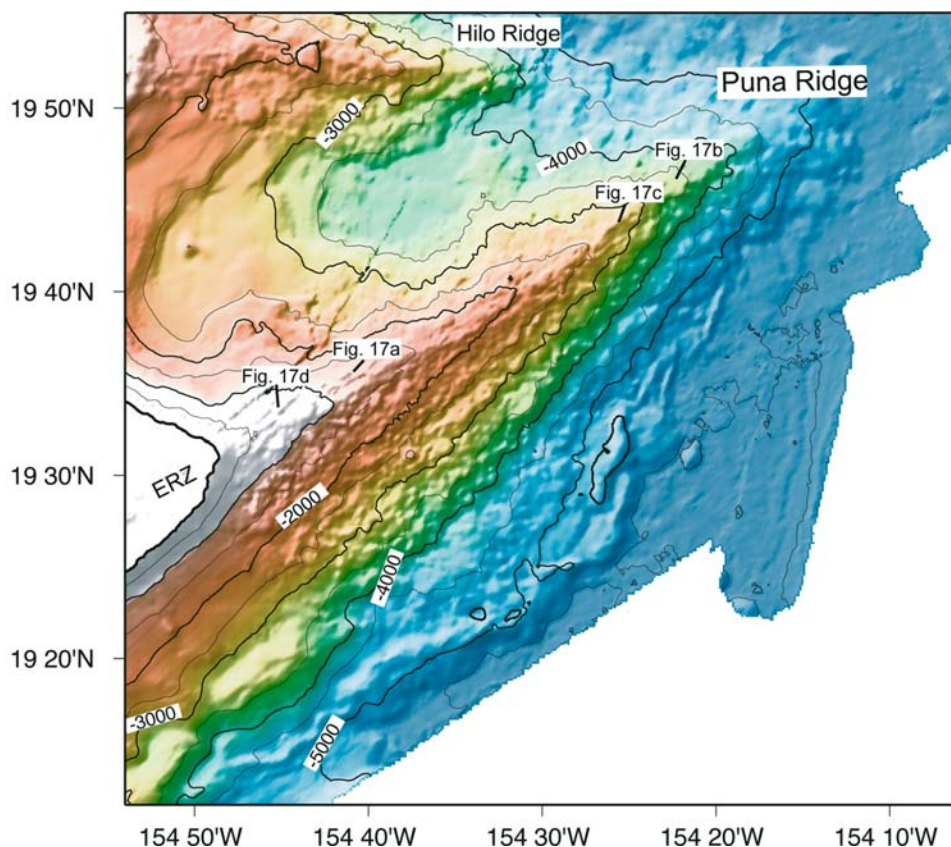 Hilo Ridge
Puna Ridge
19 50'N
-3000
-4000
Fig. 17b
Fig. 17c
19 40'N
Fig. 17a
Fig. 17d
19 30'N
ERZ
-2000
-4000
19 20'N
-3000
-5000
154 50'W
154 40'W
154 30'W
154 20'W
154 10'W